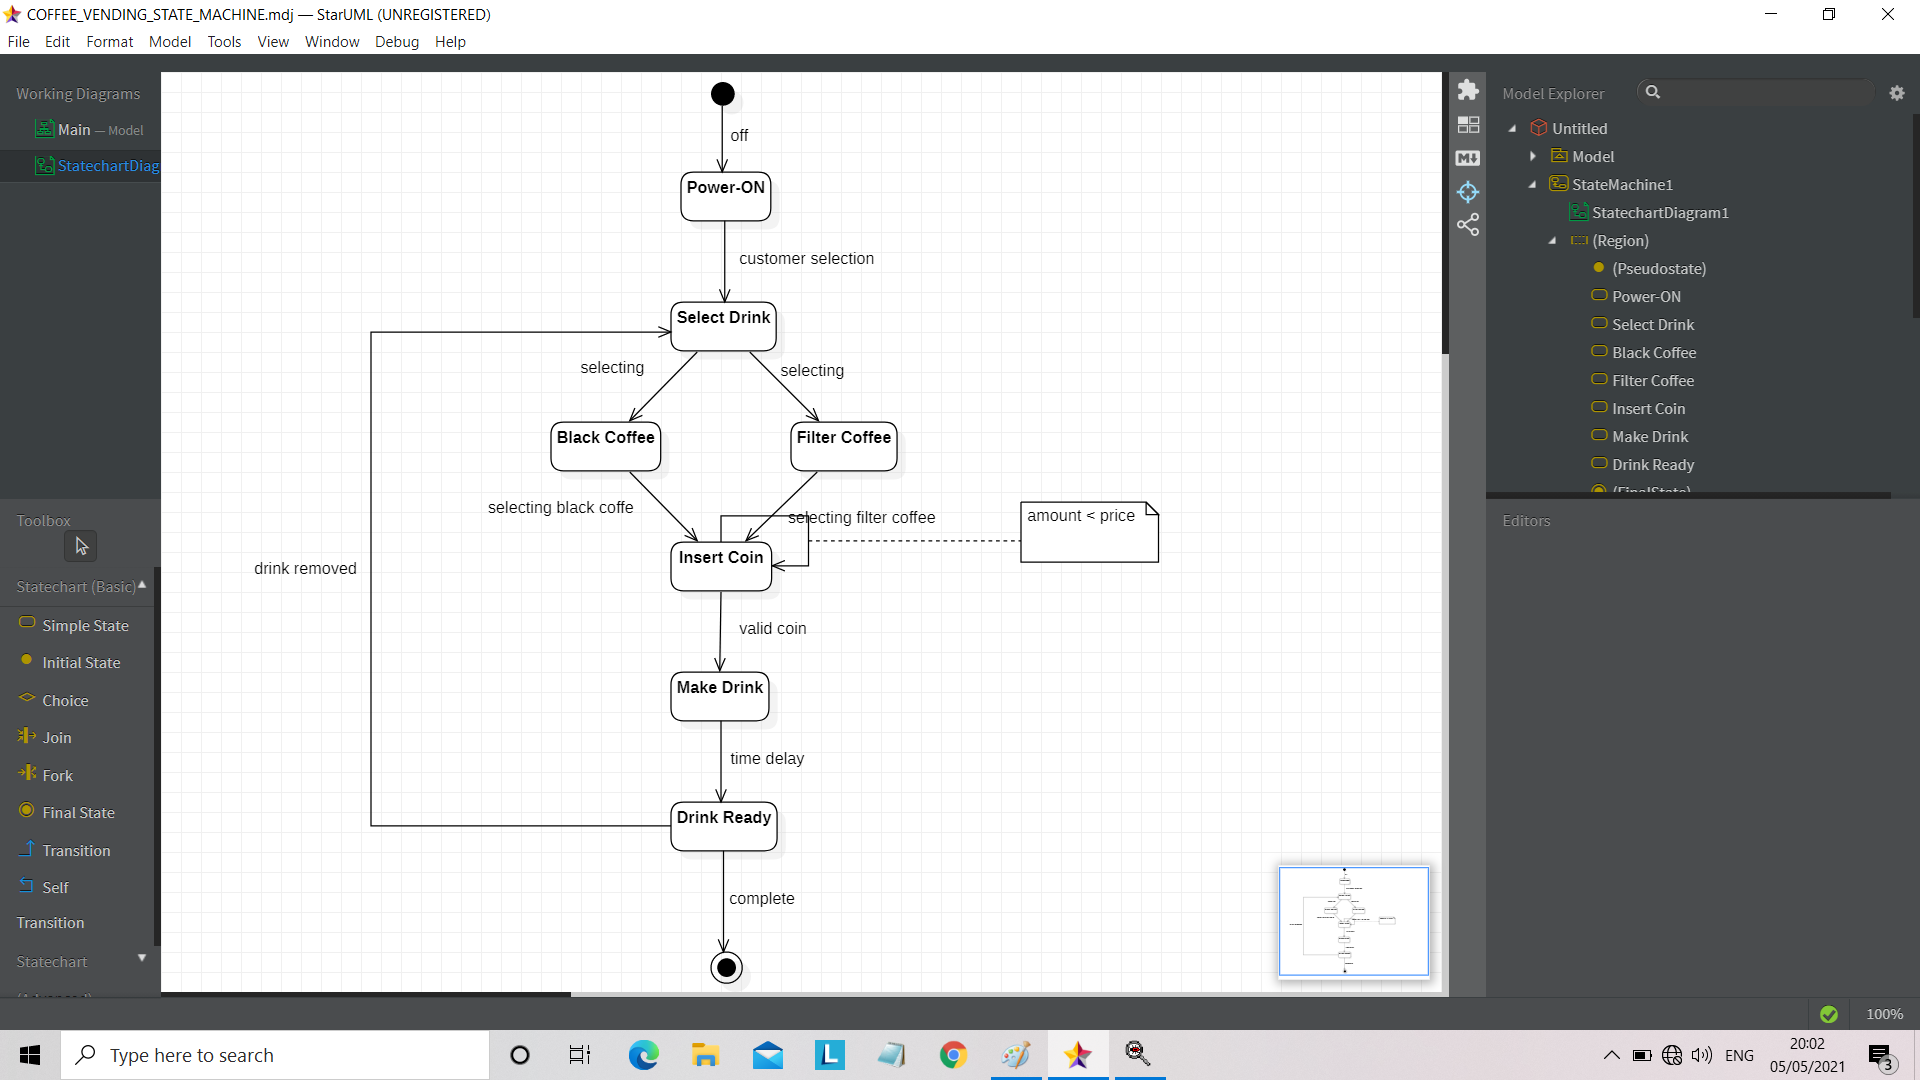 COFFEE_VENDING_STATE_MACHINE.mdj — StarUML (UNREGISTERED)
File Edit Format Model Tools View Window Debug Help
Working Diagrams
Main — Model
StatechartDiag
Toolbox
Statechart (Basic)
Simple State
Initial State
Choice
Join
Fork
Final State
Transition
Self
Transition
Statechart
(Advanced)
off
Power-ON
customer selection
Select Drink
selecting
selecting
Black Coffee
Filter Coffee
selecting black coffe
selecting filter coffee
amount < price
Insert Coin
drink removed
valid coin
Make Drink
time delay
Drink Ready
complete
Model Explorer
Untitled
Model
StateMachine1
StatechartDiagram1
(Region)
(Pseudostate)
Power-ON
Select Drink
Black Coffee
Filter Coffee
Insert Coin
Make Drink
Drink Ready
(FinalState)
Editors
M
100%
Type here to search
L
ENG
20:02
05/05/2021
3